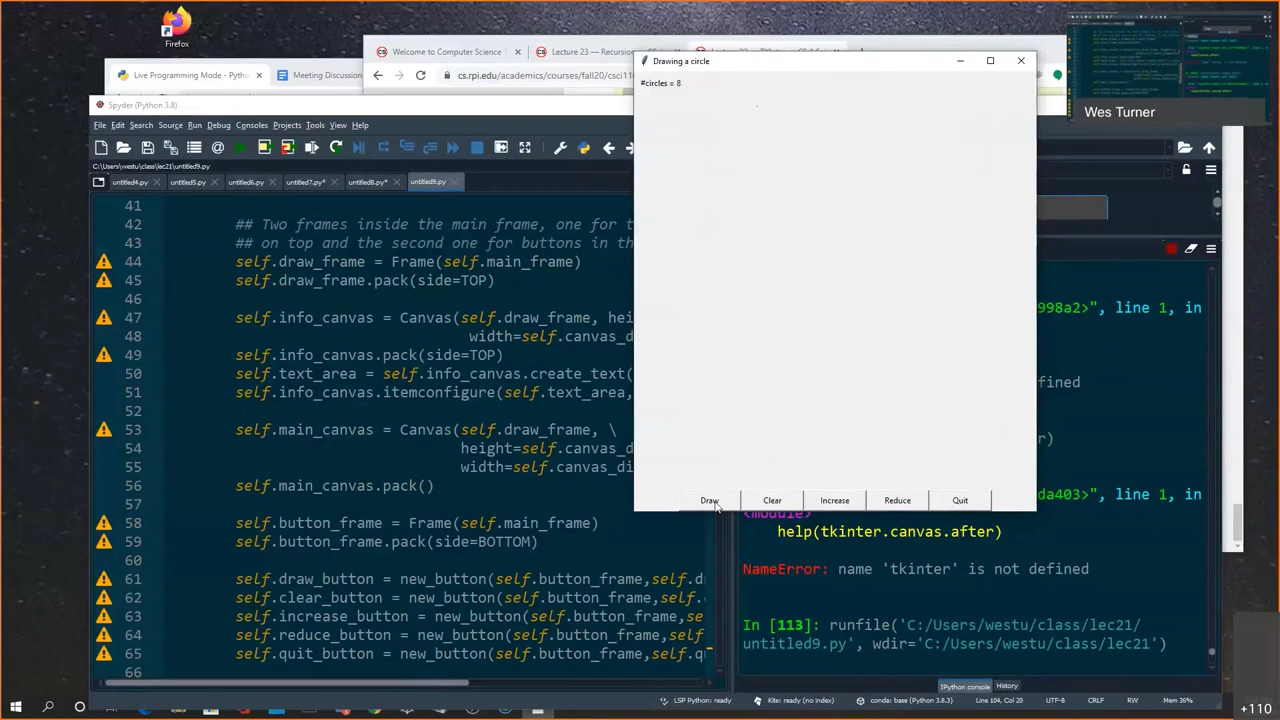 Firefox
Lecture 23 — Recursion
Live Programming Mode - Pytho
Meeting Discussion
Drawing a circle
#circles = 8
Wes Turner
Spyder (Python 3.8)
File Edit Search Source Run Debug Consoles Projects Tools View Help
C:\Users\westu\class\lec21\untitled9.py
untitled4.py
untitled5.py
untitled6.py
untitled7.py*
untitled8.py*
untitled9.py
41
42 ## Two frames inside the main frame, one for t
43 ## on top and the second one for buttons in th
44 self.draw_frame = Frame(self.main_frame)
45 self.draw_frame.pack(side=TOP)
46
47 self.info_canvas = Canvas(self.draw_frame, hei
48 width=self.canvas_d
49 self.info_canvas.pack(side=TOP)
50 self.text_area = self.info_canvas.create_text(
51 self.info_canvas.itemconfigure(self.text_area,
52
53 self.main_canvas = Canvas(self.draw_frame, \
54 height=self.canvas_d
55 width=self.canvas_di
56 self.main_canvas.pack()
57
58 self.button_frame = Frame(self.main_frame)
59 self.button_frame.pack(side=BOTTOM)
60
61 self.draw_button = new_button(self.button_frame,self.d
62 self.clear_button = new_button(self.button_frame,self.
63 self.increase_button = new_button(self.button_frame,se
64 self.reduce_button = new_button(self.button_frame,self
65 self.quit_button = new_button(self.button_frame,self.q
66
Draw
Clear
Increase
Reduce
Quit
998a2>", line 1, in
fined
r)
da403>", line 1, in
<module>
help(tkinter.canvas.after)
NameError: name 'tkinter' is not defined
In [113]: runfile('C:/Users/westu/class/lec21/
untitled9.py', wdir='C:/Users/westu/class/lec21')
IPython console
History
LSP Python: ready
Kite: ready (no index)
conda: base (Python 3.8.3)
Line 104, Col 20
UTF-8
CRLF
RW
Mem 36%
+110